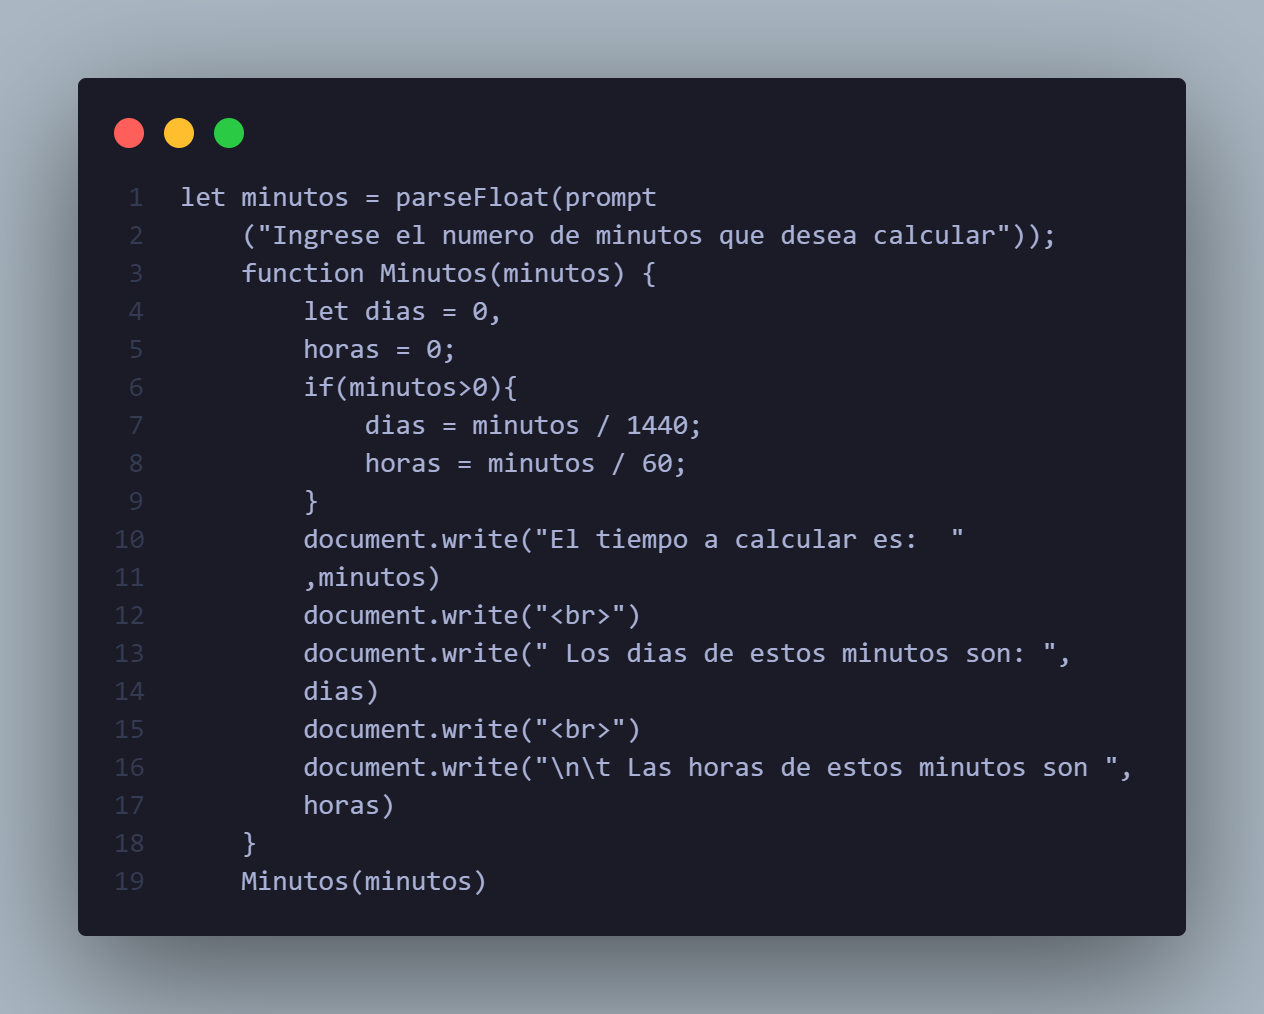 1 let minutos = parseFloat(prompt
2 ("Ingrese el numero de minutos que desea calcular"));
3 function Minutos(minutos) {
4 let dias = 0,
5 horas = 0;
6 if(minutos>0){
7 dias = minutos / 1440;
8 horas = minutos / 60;
9 }
10 document.write("El tiempo a calcular es:  "
11 ,minutos)
12 document.write("<br>")
13 document.write(" Los dias de estos minutos son: ",
14 dias)
15 document.write("<br>")
16 document.write("\n\t Las horas de estos minutos son ",
17 horas)
18 }
19 Minutos(minutos)